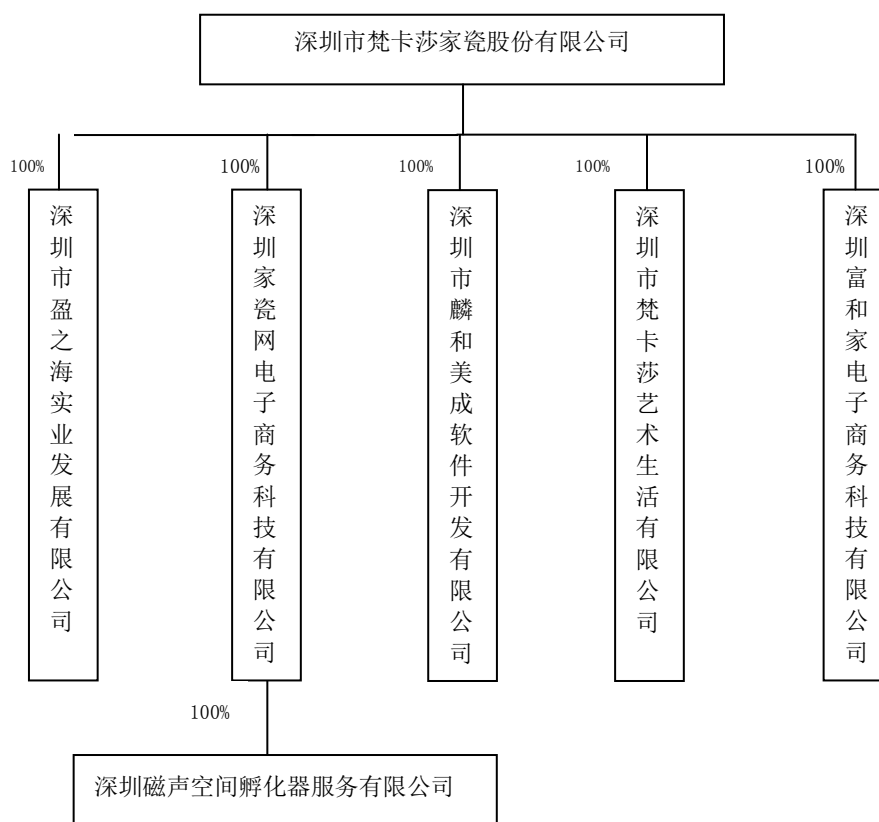 深圳市梵卡莎家瓷股份有限公司
100%
100%
100%
100%
100%
深圳市盈之海实业发展有限公司
深圳家瓷网电子商务科技有限公司
深圳市麟和美成软件开发有限公司
深圳市梵卡莎艺术生活有限公司
深圳富和家电子商务科技有限公司
100%
深圳磁声空间孵化器服务有限公司